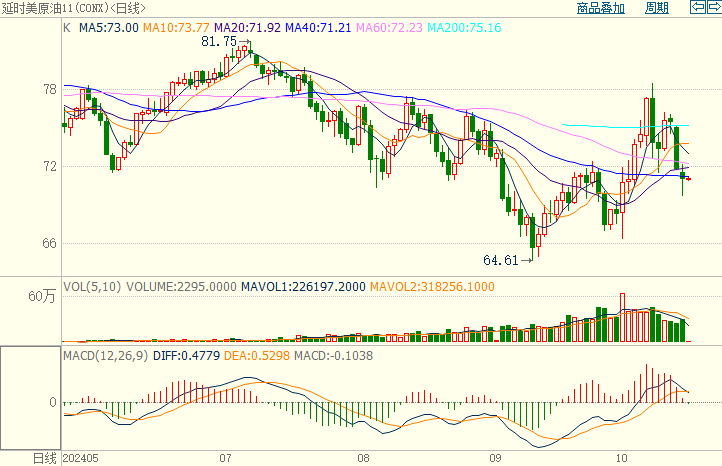 延时美原油11(CONX)<日线> 商品叠加 周期
K MA5:73.00 MA10:73.77 MA20:71.92 MA40:71.21 MA60:72.23 MA200:75.16
81.75
78
72
66
64.61
VOL(5,10) VOLUME:2295.0000 MAVOL1:226197.2000 MAVOL2:318256.1000
60万
MACD(12,26,9) DIFF:0.4779 DEA:0.5298 MACD:-0.1038
0
日线 202405 07 08 09 10